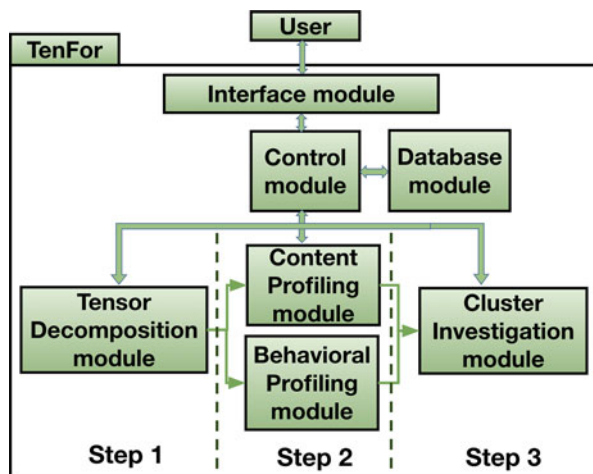 User
TenFor
Interface module
Control
module
Database
module
Content
Profiling
module
Tensor
Decomposition
module
Cluster
Investigation
module
Behavioral
Profiling
module
Step 1
Step 2
Step 3